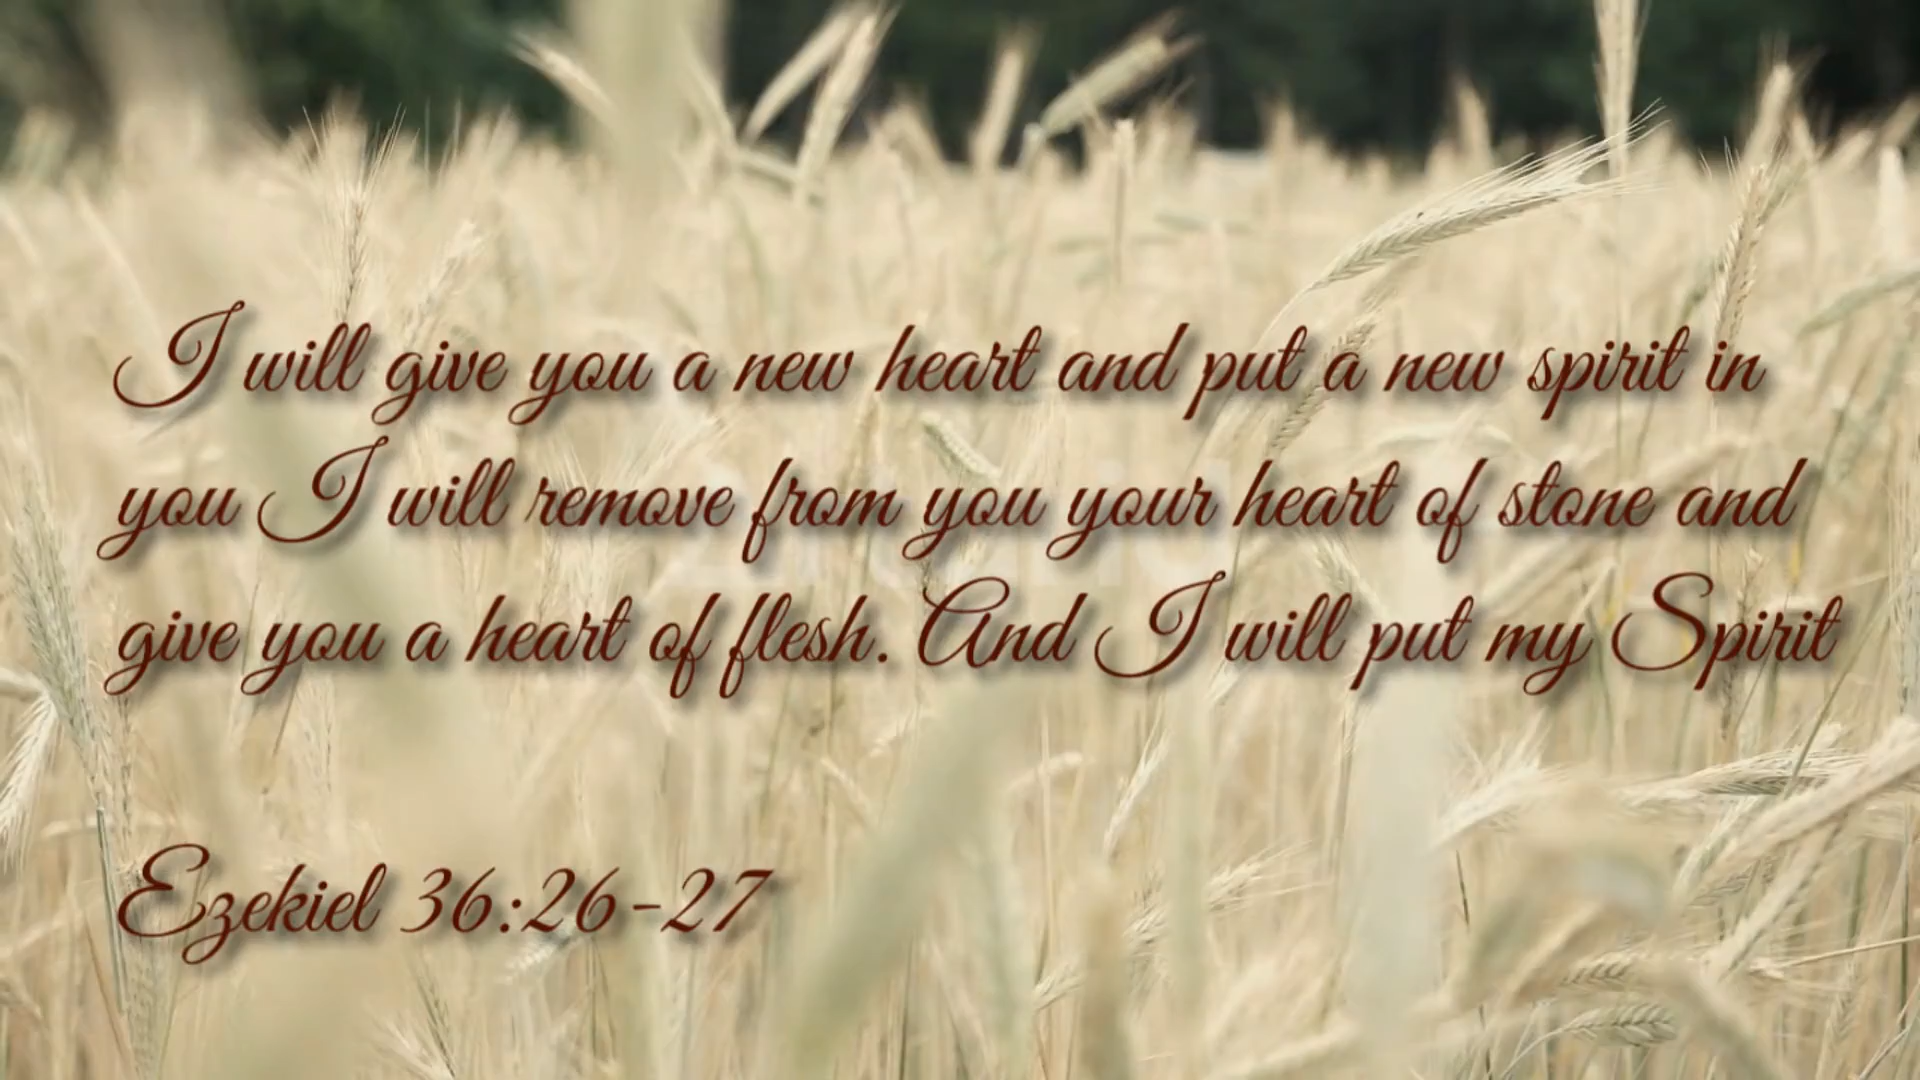 I will give you a new heart and put a new spirit in
you I will remove from you your heart of stone and
give you a heart of flesh. And I will put my Spirit
Ezekiel 36:26-27